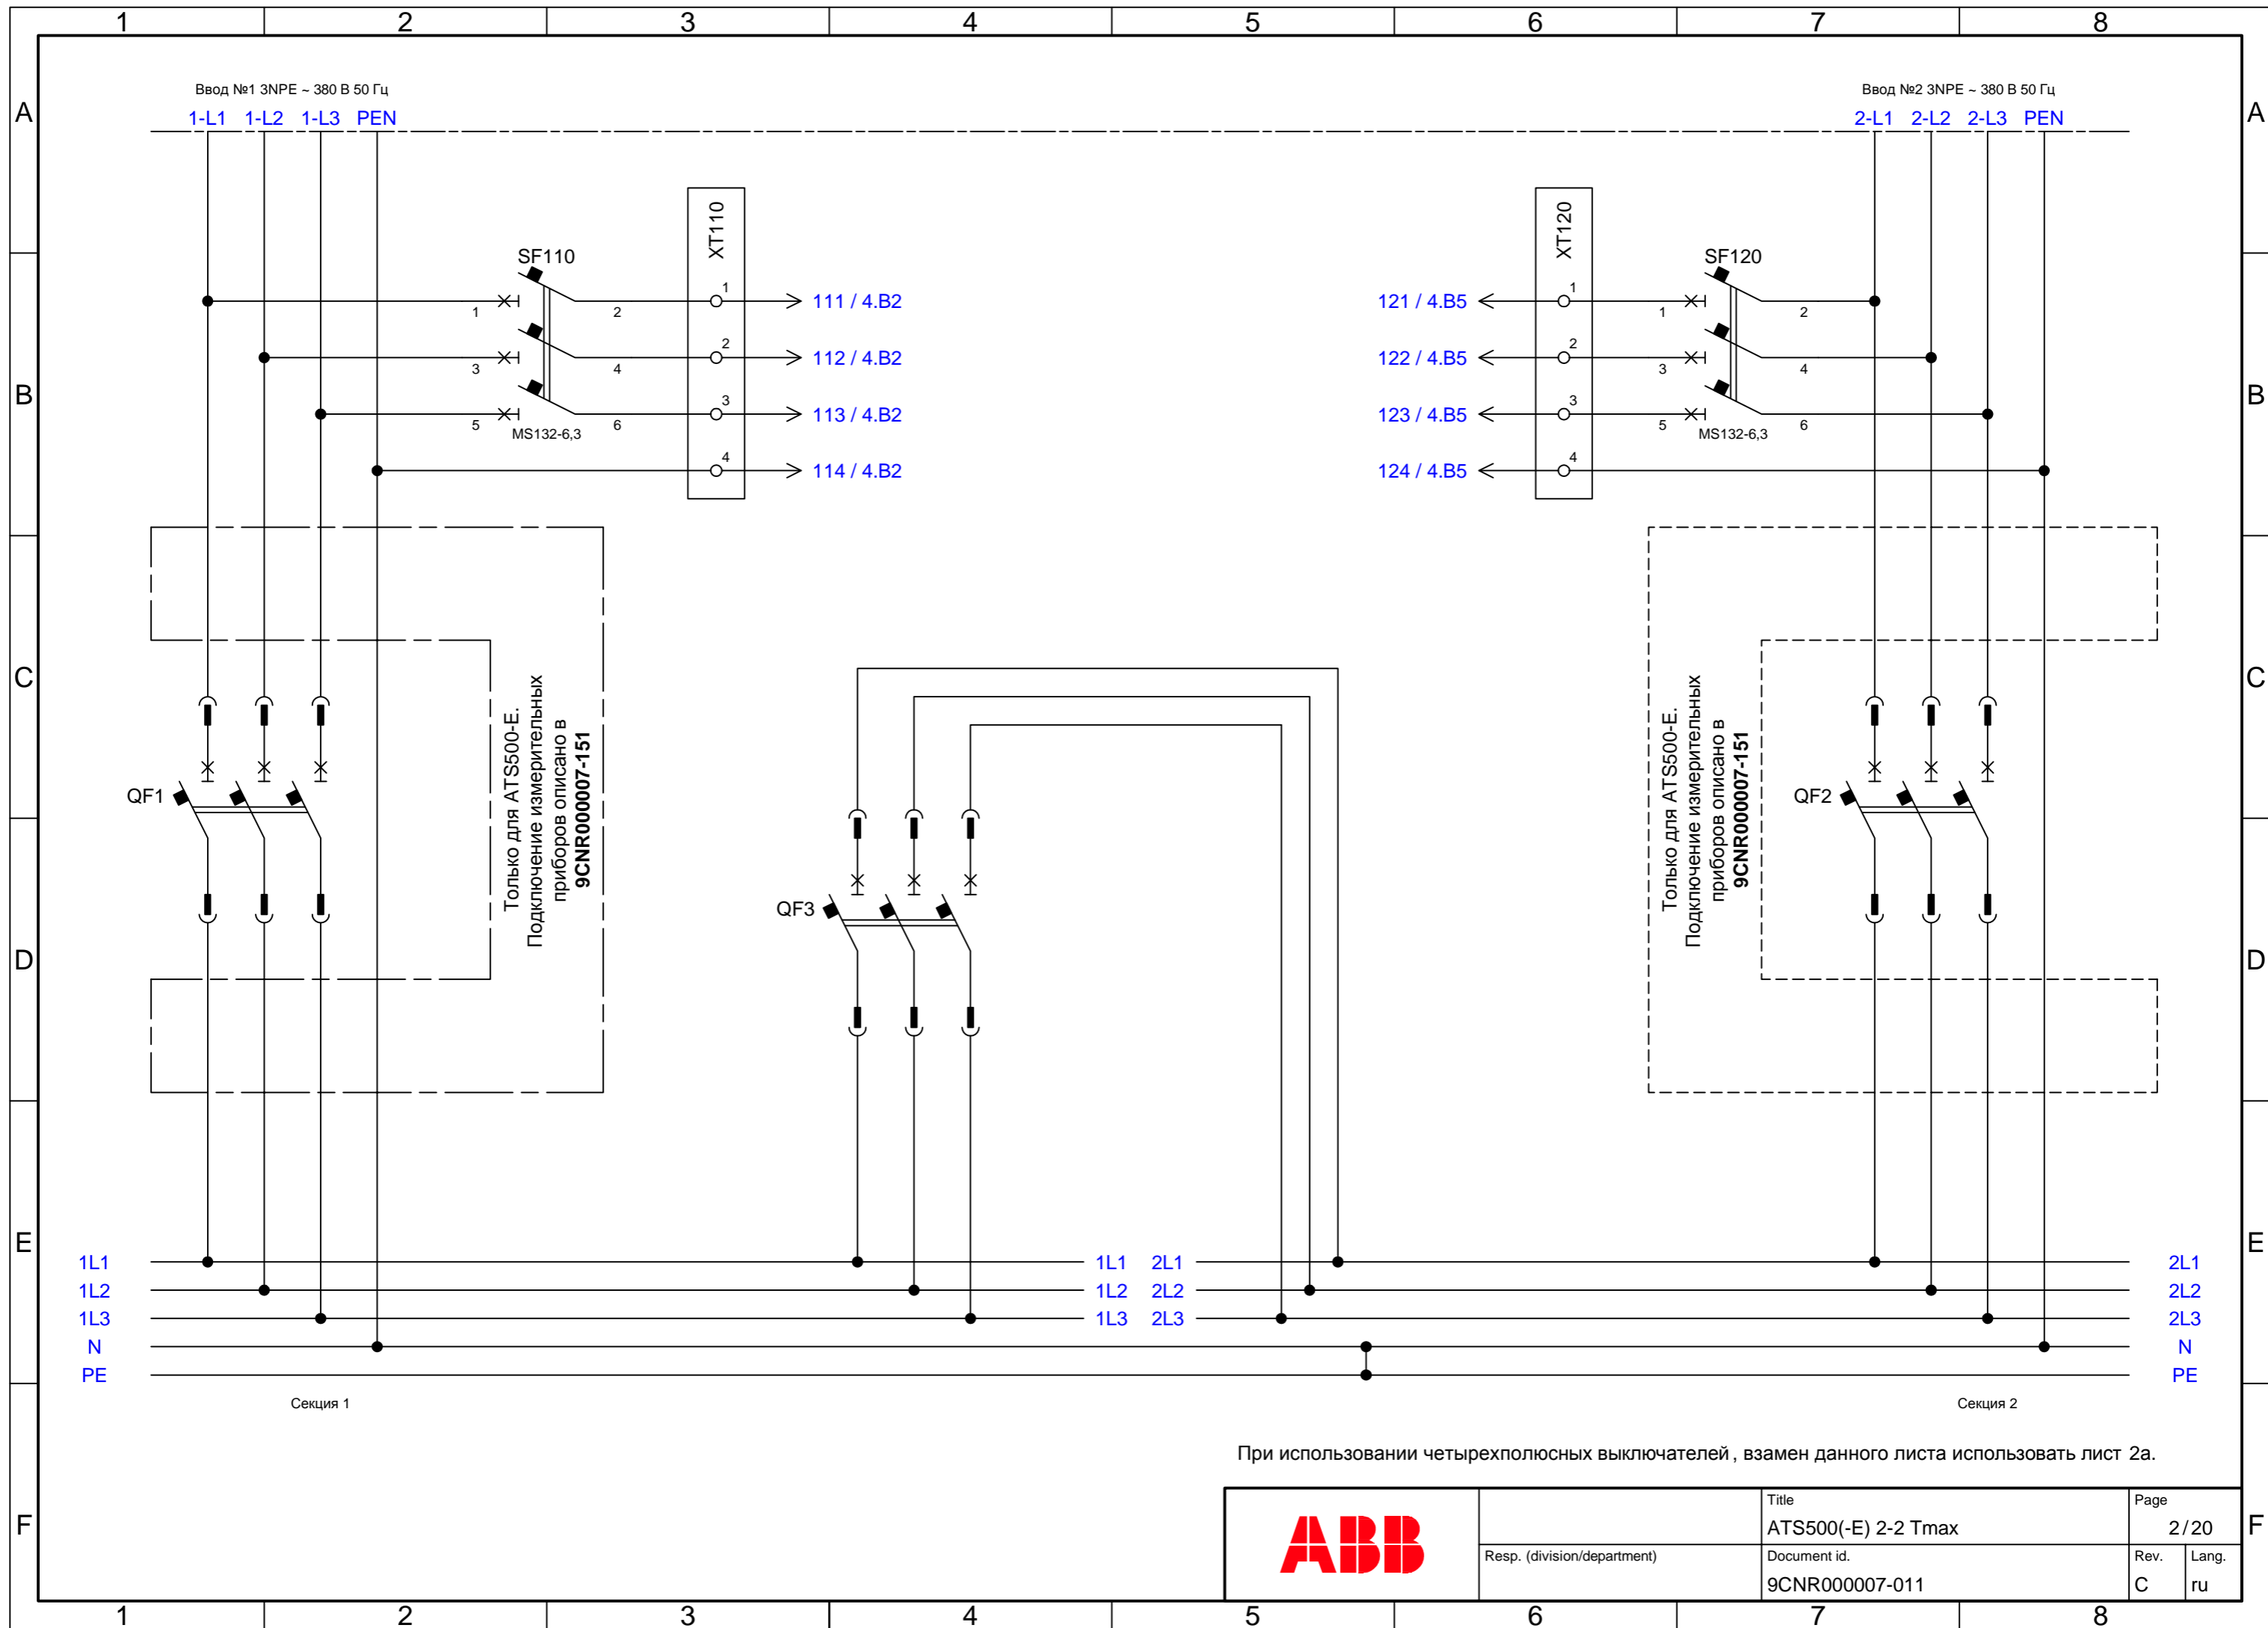 1 2 3 4 5 6 7 8
A
A
Ввод №1 3NPE ~ 380 В 50 Гц
1-L1 1-L2 1-L3 PEN
Ввод №2 3NPE ~ 380 В 50 Гц
2-L1 2-L2 2-L3 PEN
XT110
SF110
1 2 1 111 / 4.B2
3 4 2 112 / 4.B2
5 6 3 113 / 4.B2
MS132-6,3
4 114 / 4.B2
XT120
SF120
121 / 4.B5 1 1 2
122 / 4.B5 2 3 4
123 / 4.B5 3 5 6
MS132-6,3
124 / 4.B5 4
B
B
C
C
QF1
Только для ATS500-E.
Подключение измерительных
приборов описано в
9CNR000007-151
QF3
Только для ATS500-E.
Подключение измерительных
приборов описано в
9CNR000007-151
QF2
D
D
E
E
1L1 1L1 2L1 2L1
1L2 1L2 2L2 2L2
1L3 1L3 2L3 2L3
N N
PE PE
Секция 1
Секция 2
При использовании четырехполюсных выключателей, взамен данного листа использовать лист 2а.
F
F
ABB
Title
ATS500(-E) 2-2 Tmax
Page
2/20
Resp. (division/department)
Document id.
9CNR000007-011
Rev.
C
Lang.
ru
1 2 3 4 5 6 7 8